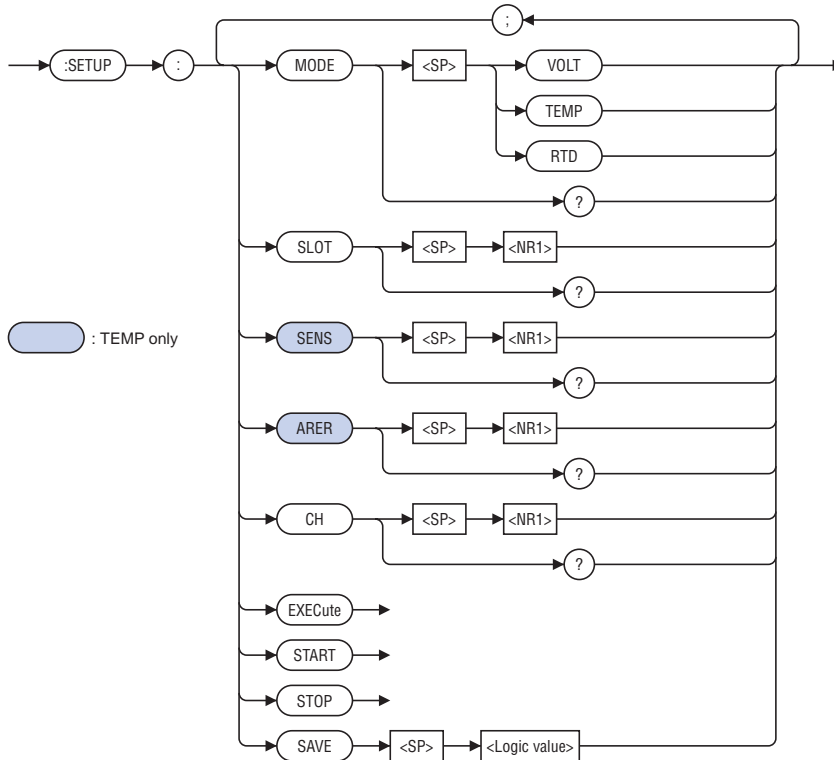 ;
:SETUP : MODE <SP> VOLT
TEMP
RTD
?
SLOT <SP> <NR1>
?
: TEMP only
SENS <SP> <NR1>
?
ARER <SP> <NR1>
?
CH <SP> <NR1>
?
EXECute
START
STOP
SAVE <SP> <Logic value>